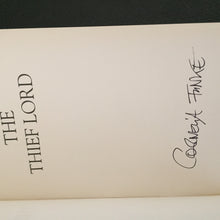 THE
THIEF LORD
CORNELIA FUNKE